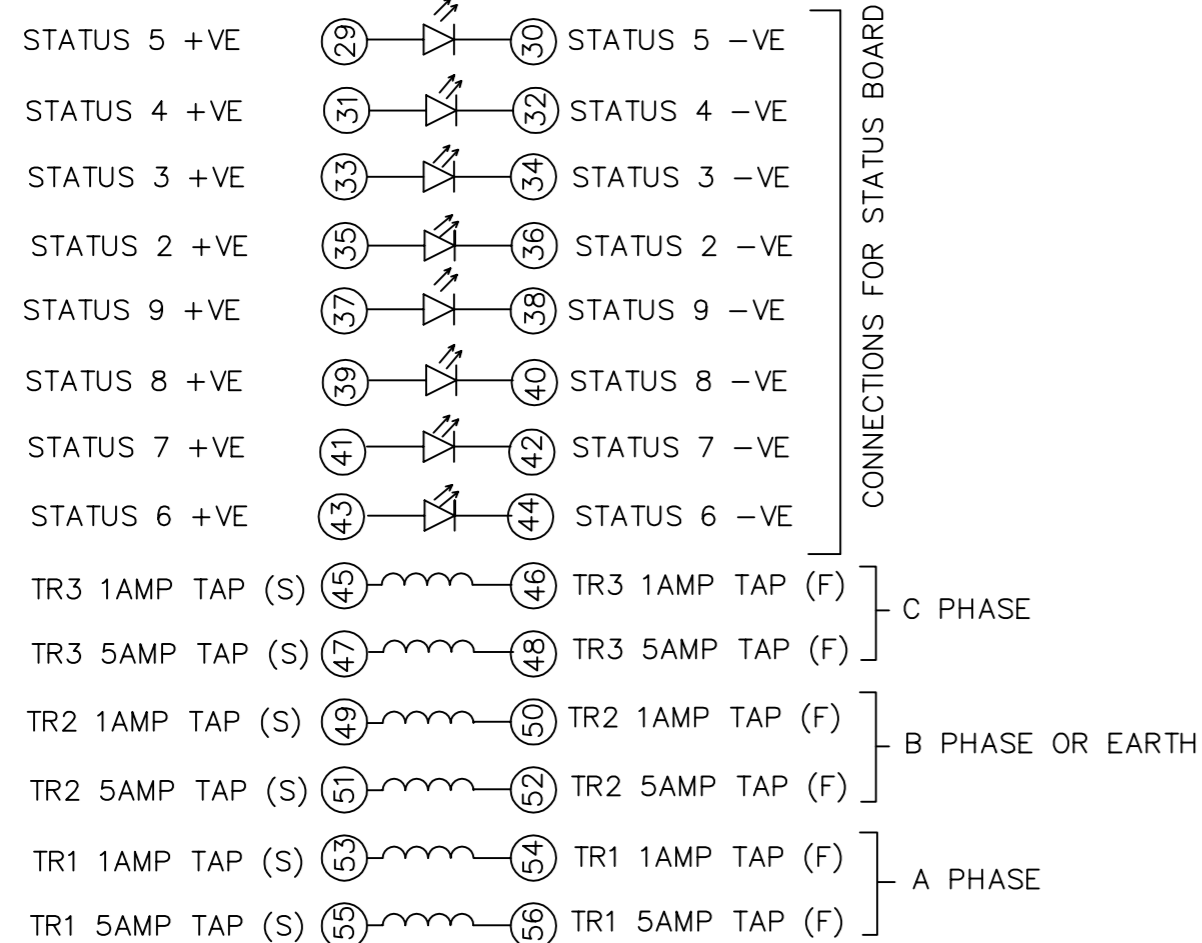 STATUS 5 +VE 29 30 STATUS 5 −VE
STATUS 4 +VE 31 32 STATUS 4 −VE
STATUS 3 +VE 33 34 STATUS 3 −VE
STATUS 2 +VE 35 36 STATUS 2 −VE
STATUS 9 +VE 37 38 STATUS 9 −VE
STATUS 8 +VE 39 40 STATUS 8 −VE
STATUS 7 +VE 41 42 STATUS 7 −VE
STATUS 6 +VE 43 44 STATUS 6 −VE
CONNECTIONS FOR STATUS BOARD
TR3 1AMP TAP (S) 45 46 TR3 1AMP TAP (F)
C PHASE
TR3 5AMP TAP (S) 47 48 TR3 5AMP TAP (F)
TR2 1AMP TAP (S) 49 50 TR2 1AMP TAP (F)
B PHASE OR EARTH
TR2 5AMP TAP (S) 51 52 TR2 5AMP TAP (F)
TR1 1AMP TAP (S) 53 54 TR1 1AMP TAP (F)
A PHASE
TR1 5AMP TAP (S) 55 56 TR1 5AMP TAP (F)